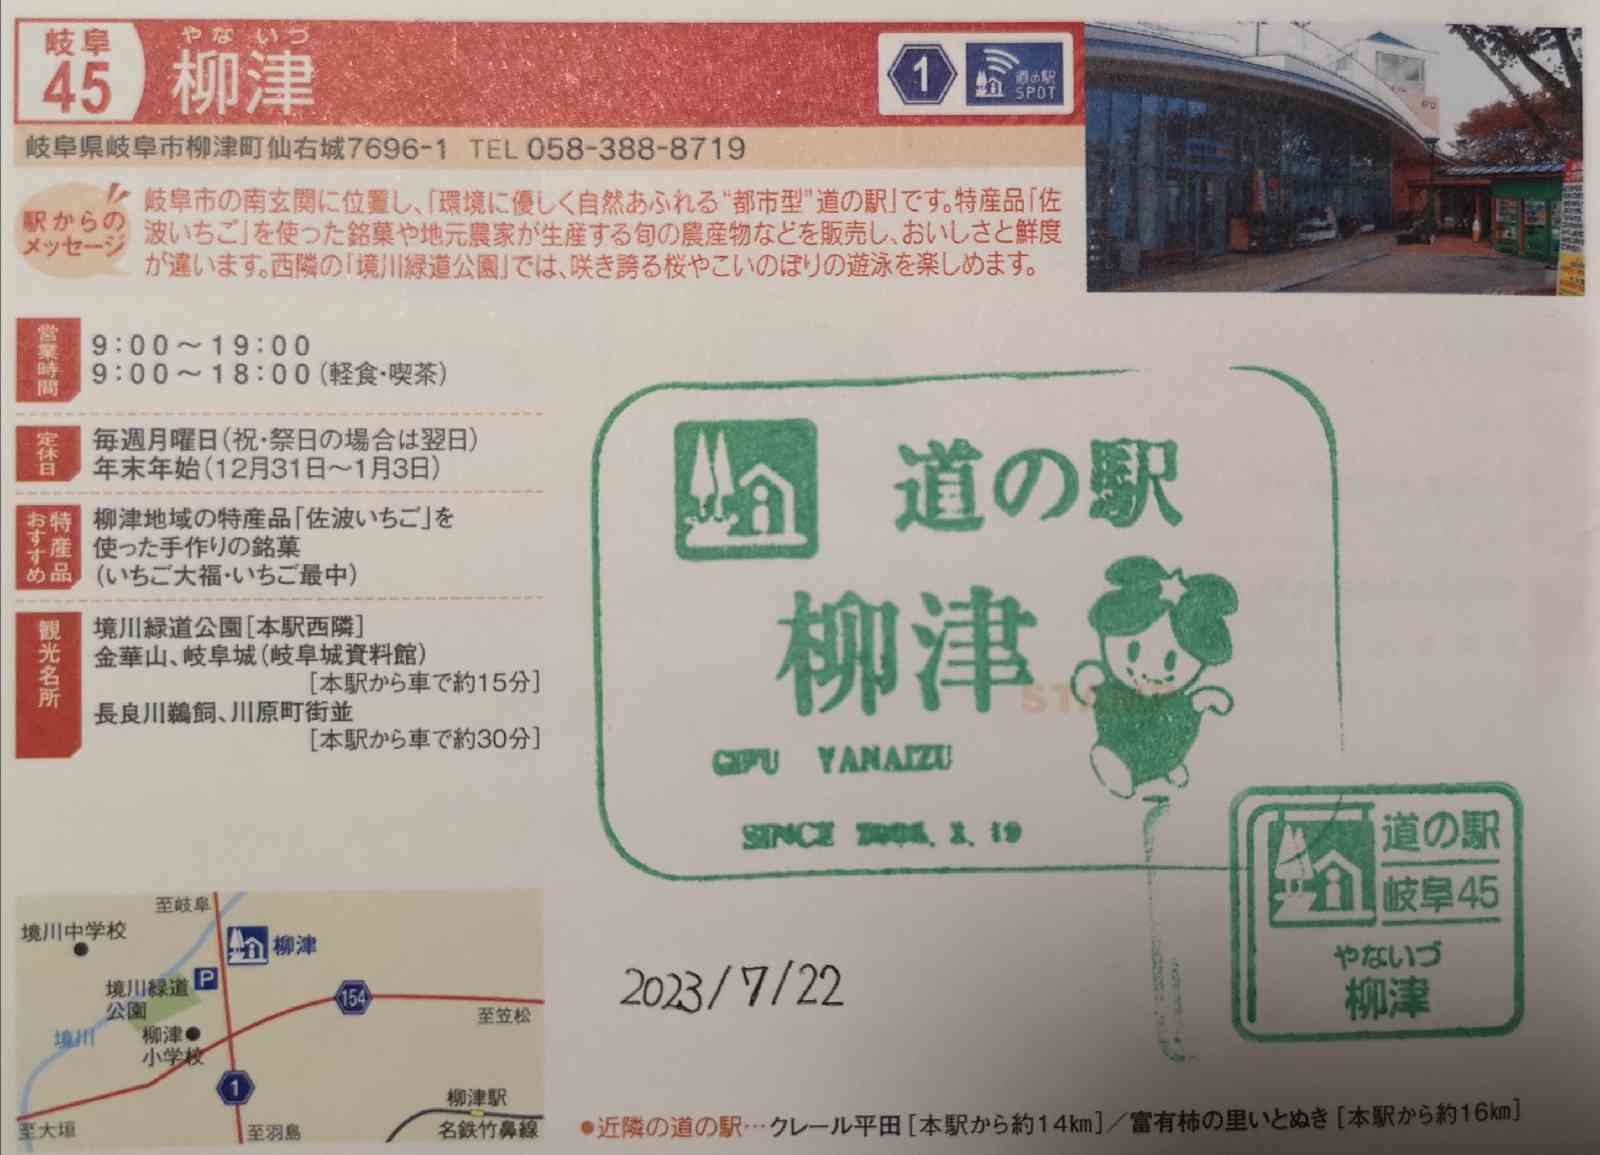 岐阜
45
やないづ
柳津
1
道の駅
SPOT
岐阜県岐阜市柳津町仙右城7696-1 TEL 058-388-8719
駅からの
メッセージ
岐阜市の南玄関に位置し、「環境に優しく自然あふれる“都市型”道の駅」です。特産品「佐
波いちご」を使った銘菓や地元農家が生産する旬の農産物などを販売し、おいしさと鮮度
が違います。西隣の「境川緑道公園」では、咲き誇る桜やこいのぼりの遊泳を楽しめます。
営業時間
9:00～19:00
9:00～18:00(軽食・喫茶)
定休日
毎週月曜日(祝・祭日の場合は翌日)
年末年始(12月31日～1月3日)
特産品
おすすめ
柳津地域の特産品「佐波いちご」を
使った手作りの銘菓
(いちご大福・いちご最中)
観光名所
境川緑道公園[本駅西隣]
金華山、岐阜城(岐阜城資料館)
[本駅から車で約15分]
長良川鵜飼、川原町街並
[本駅から車で約30分]
道の駅
柳津
STAMP
GIFU YANAIZU
SINCE
道の駅
岐阜45
やないづ
柳津
2023/7/22
至岐阜
境川中学校
柳津
P
境川緑道
公園
154
至笠松
境川
柳津
小学校
1
柳津駅
名鉄竹鼻線
至大垣
至羽島
●近隣の道の駅…クレール平田[本駅から約14km]／富有柿の里いとぬき[本駅から約16km]